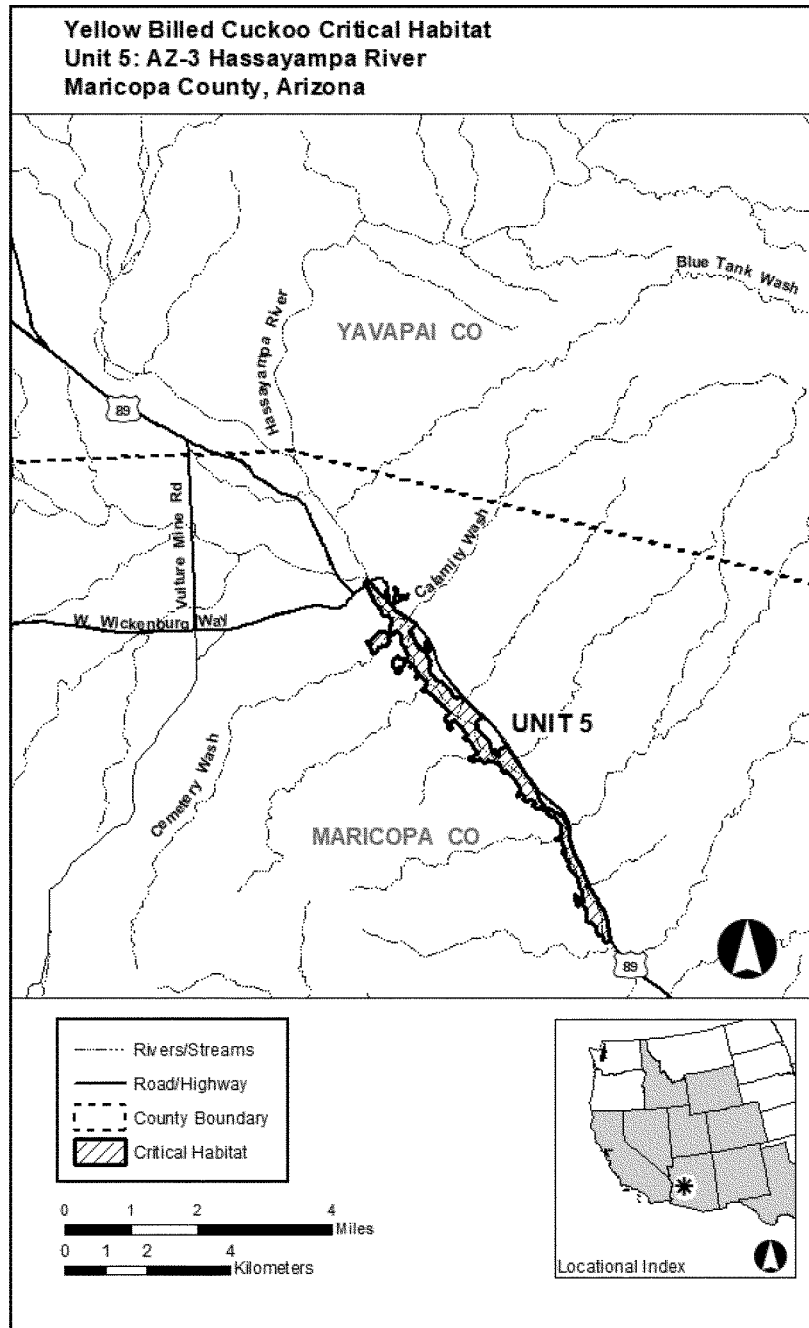 Yellow Billed Cuckoo Critical Habitat
Unit 5: AZ-3 Hassayampa River
Maricopa County, Arizona
Blue Tank Wash
Hassayampa River
YAVAPAI CO
89
Vulture Mine Rd
Calamity Wash
W. Wickenburg Wal
UNIT 5
Cemetery Wash
MARICOPA CO
89
Rivers/Streams
Road/Highway
County Boundary
Critical Habitat
0 1 2 4
Miles
0 1 2 4
Kilometers
Locational Index